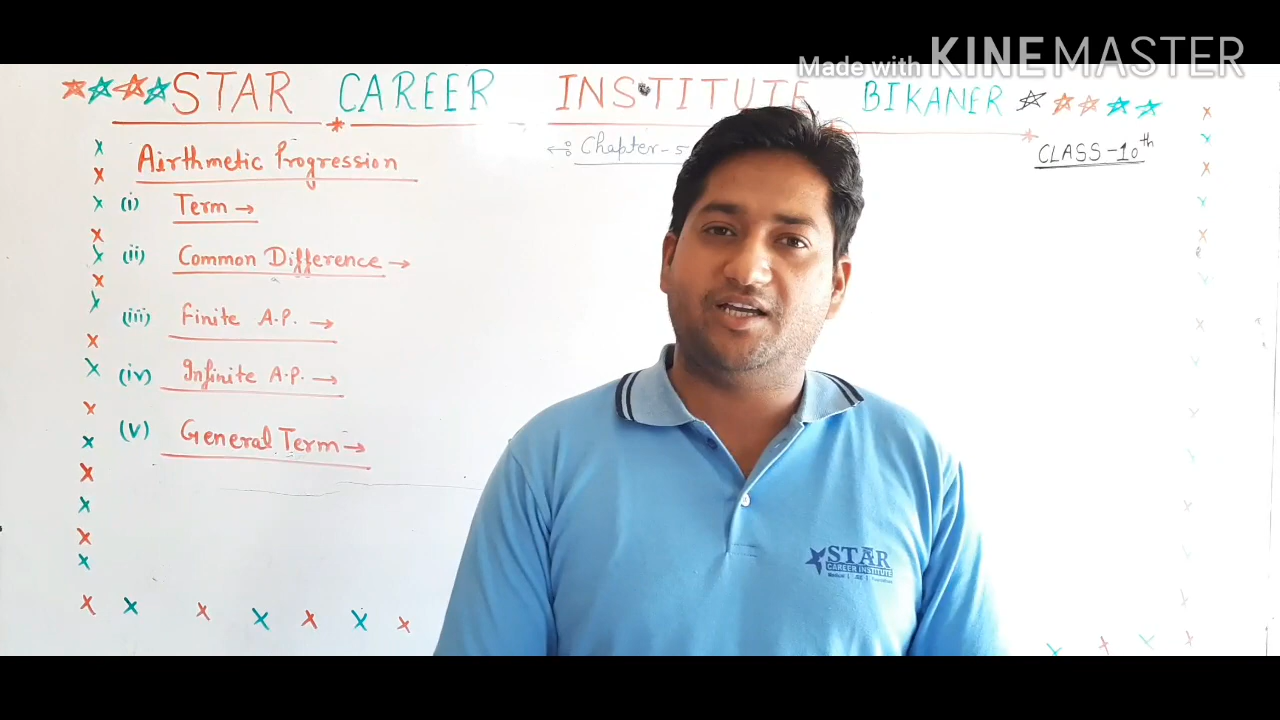 Made with KINEMASTER
STAR CAREER INSTITUTE BIKANER
Chapter-5
CLASS-10th
Airthmetic Progression
(i) Term →
(ii) Common Difference →
(iii) Finite A.P. →
(iv) Infinite A.P. →
(v) General Term →
STAR
CAREER INSTITUTE